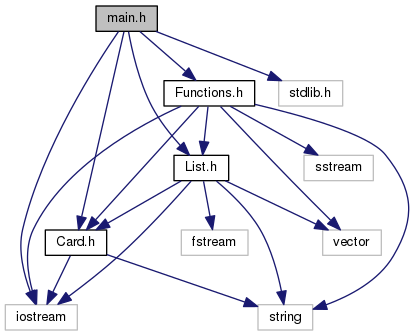 main.h
Functions.h
stdlib.h
List.h
sstream
Card.h
fstream
vector
iostream
string